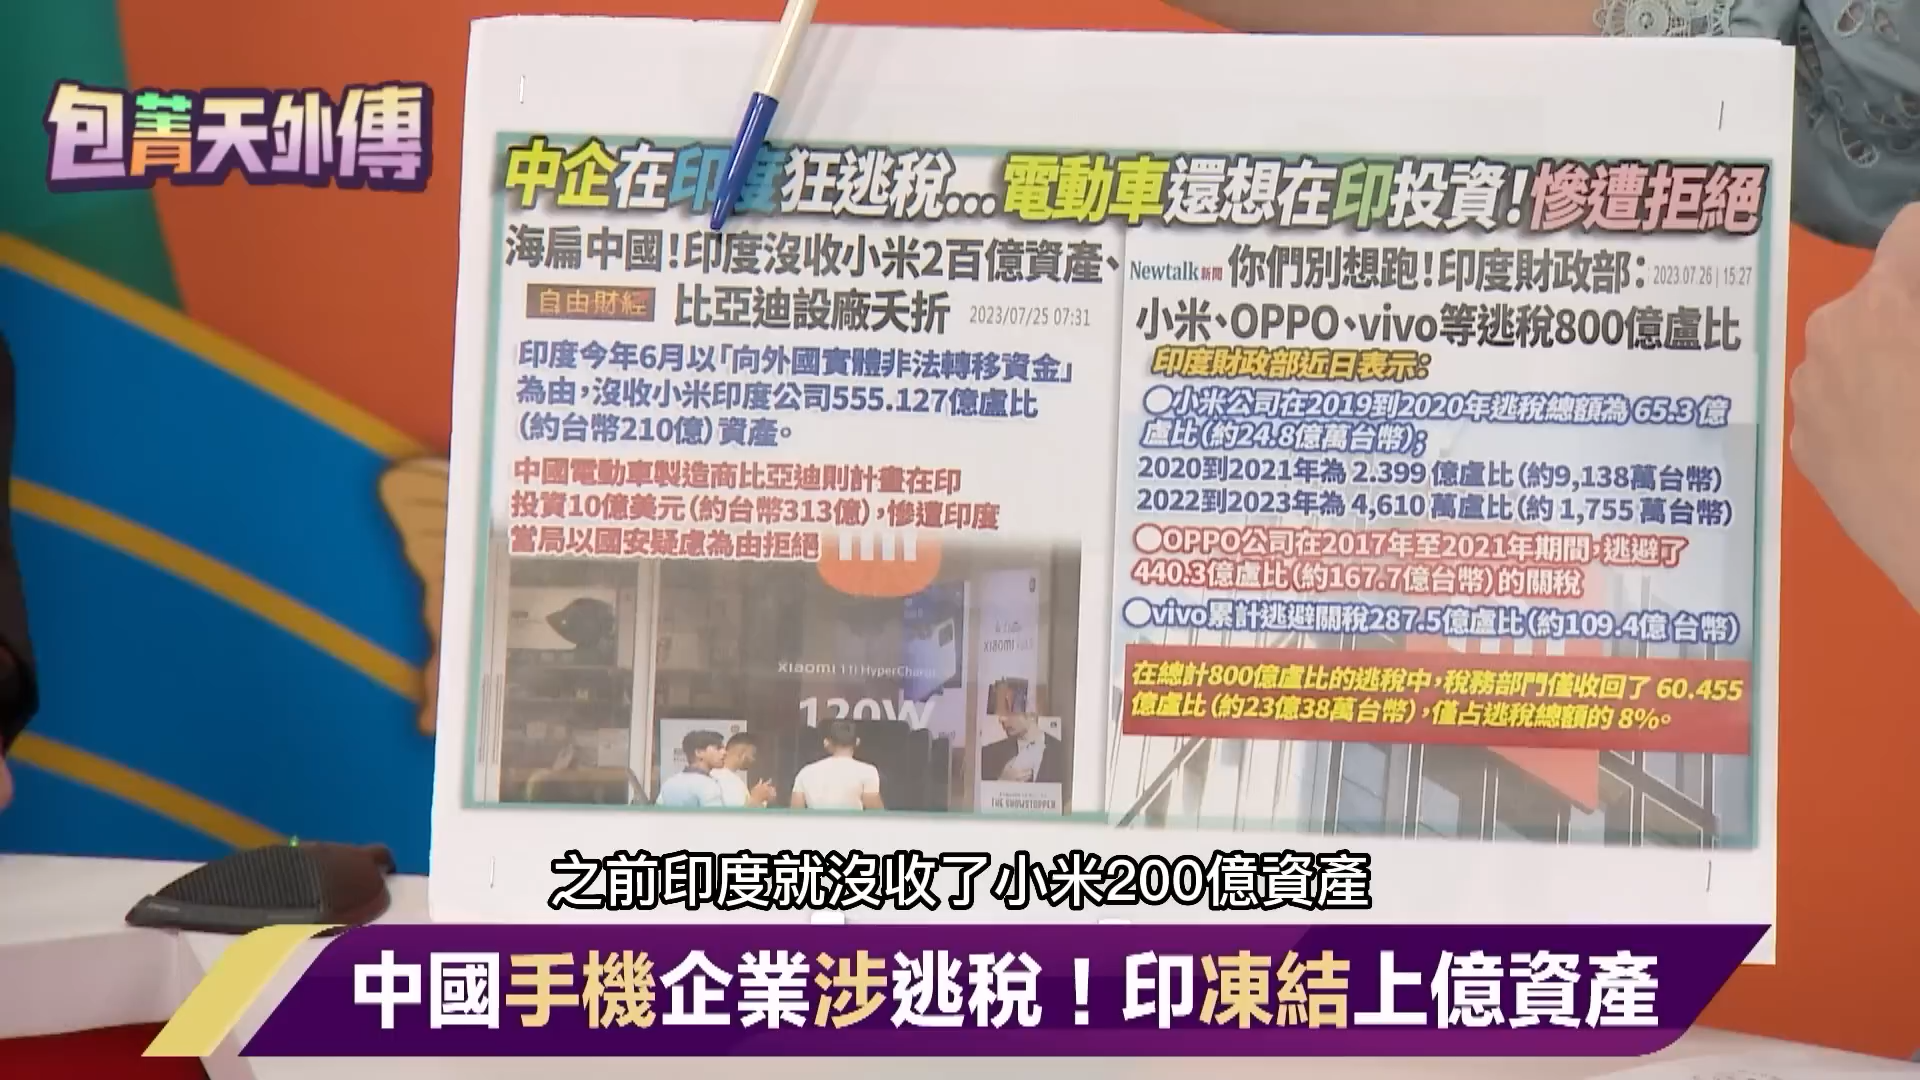 包菁天外傳
中企在印度狂逃稅...電動車還想在印投資!慘遭拒絕
海扁中國!印度沒收小米2百億資產、
自由財經 比亞迪設廠夭折 2023/07/25 07:31
印度今年6月以「向外國實體非法轉移資金」
為由,沒收小米印度公司555.127億盧比
(約台幣210億)資產。
中國電動車製造商比亞迪則計畫在印
投資10億美元(約台幣313億),慘遭印度
當局以國安疑慮為由拒絕
xiaomi 11i HyperCharge
120W
xiaomi
THE SHOWSTOPPER
Newtalk新聞 你們別想跑!印度財政部: 2023.07.26 | 15:27
小米、OPPO、vivo等逃稅800億盧比
印度財政部近日表示:
●小米公司在2019到2020年逃稅總額為 65.3 億
盧比(約24.8億萬台幣);
2020到2021年為 2.399 億盧比(約9,138萬台幣)
2022到2023年為 4,610 萬盧比(約 1,755 萬台幣)
●OPPO公司在2017年至2021年期間,逃避了
440.3億盧比(約167.7億台幣)的關稅
●vivo累計逃避關稅287.5億盧比(約109.4億 台幣)
在總計800億盧比的逃稅中,稅務部門僅收回了 60.455
億盧比(約23億38萬台幣),僅占逃稅總額的 8%。
之前印度就沒收了小米200億資產
中國手機企業涉逃稅!印凍結上億資產